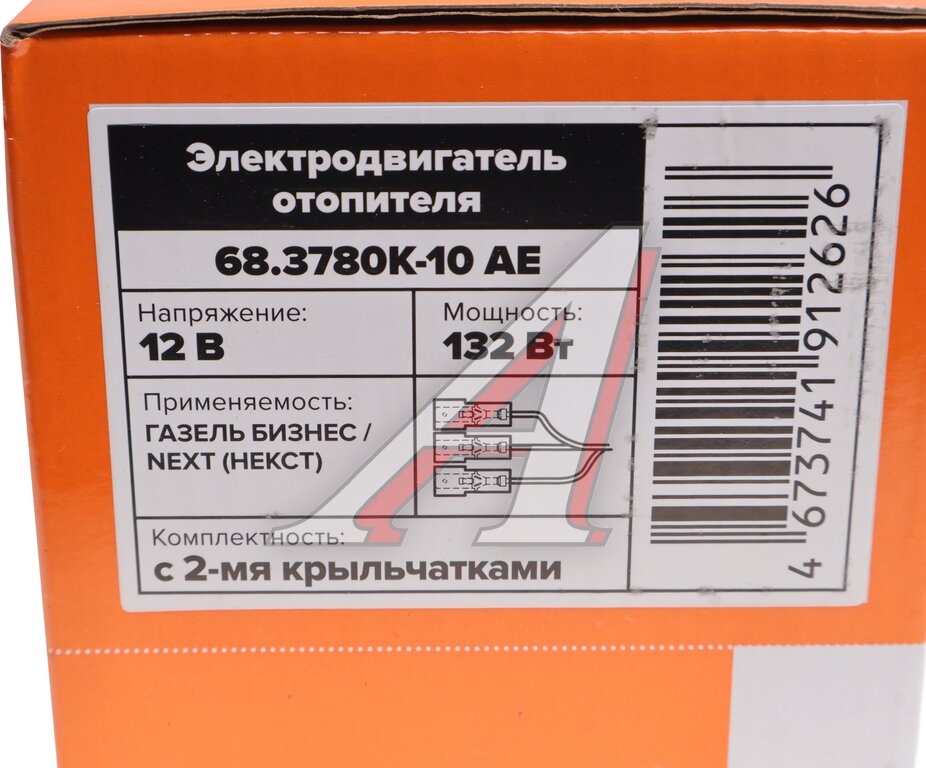 Электродвигатель
отопителя
68.3780К-10 АЕ
Напряжение:
12 В
Мощность:
132 Вт
Применяемость:
ГАЗЕЛЬ БИЗНЕС /
NEXT (НЕКСТ)
Комплектность:
с 2-мя крыльчатками
4 673741 912626